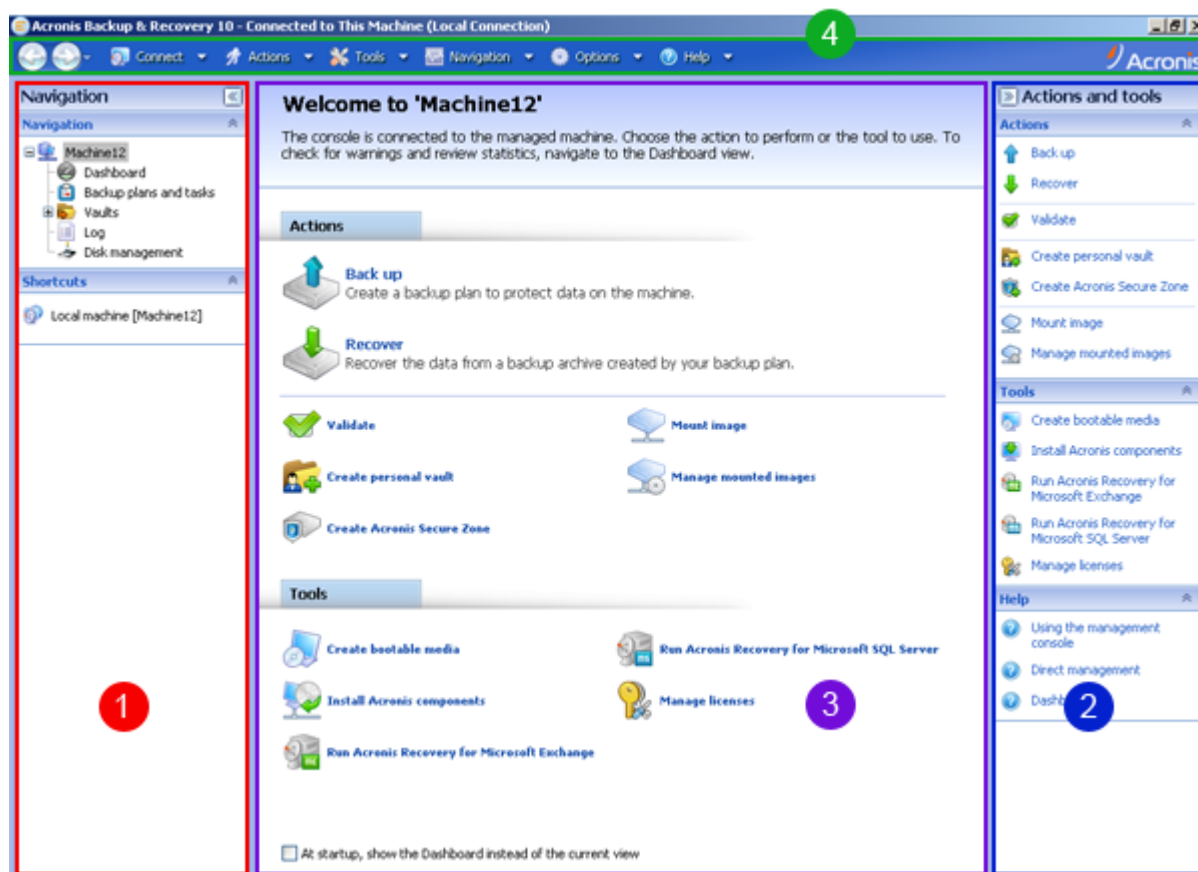 Acronis Backup & Recovery 10 - Connected to This Machine (Local Connection)
4
Connect
Actions
Tools
Navigation
Options
Help
Acronis
Navigation
Navigation
Machine12
Dashboard
Backup plans and tasks
Vaults
Log
Disk management
Shortcuts
Local machine [Machine12]
1
Welcome to 'Machine12'
The console is connected to the managed machine. Choose the action to perform or the tool to use. To
check for warnings and review statistics, navigate to the Dashboard view.
Actions
Back up
Create a backup plan to protect data on the machine.
Recover
Recover the data from a backup archive created by your backup plan.
Validate
Mount image
Create personal vault
Manage mounted images
Create Acronis Secure Zone
Tools
Create bootable media
Run Acronis Recovery for Microsoft SQL Server
Install Acronis components
Manage licenses
3
Run Acronis Recovery for Microsoft Exchange
At startup, show the Dashboard instead of the current view
Actions and tools
Actions
Back up
Recover
Validate
Create personal vault
Create Acronis Secure Zone
Mount image
Manage mounted images
Tools
Create bootable media
Install Acronis components
Run Acronis Recovery for
Microsoft Exchange
Run Acronis Recovery for
Microsoft SQL Server
Manage licenses
Help
Using the management
console
Direct management
2